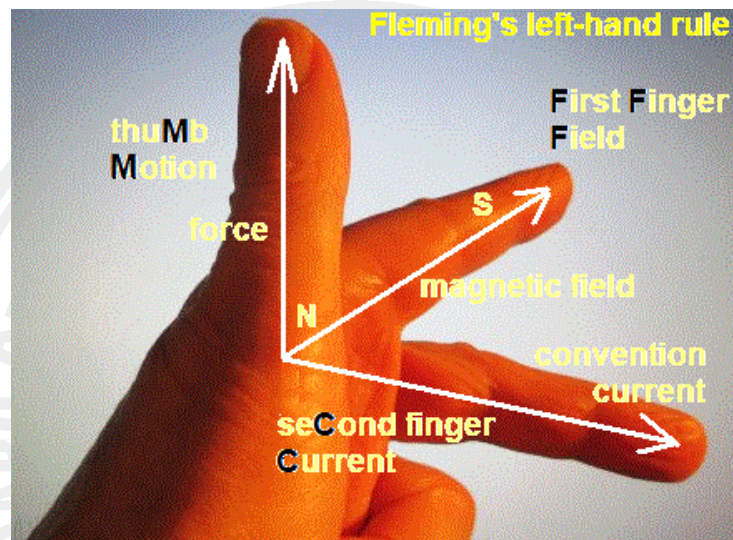 Fleming's left-hand rule
First Finger
Field
thuMb
Motion
S
force
magnetic field
N
convention
current
seCond finger
Current